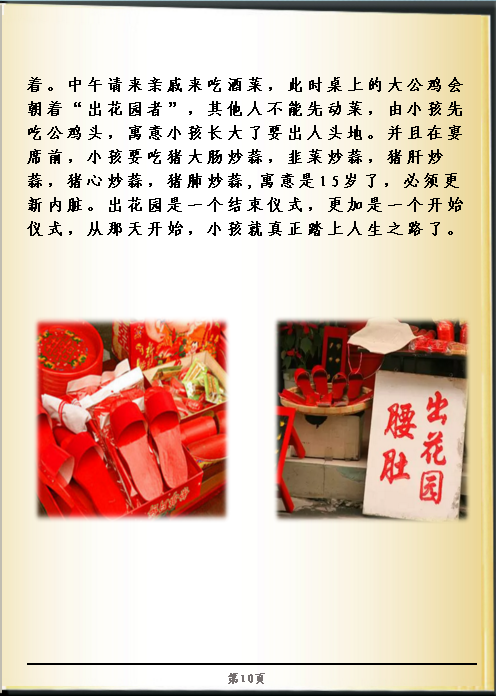 着。中午请来亲戚来吃酒菜，此时桌上的大公鸡会
朝着“出花园者”，其他人不能先动菜，由小孩先
吃公鸡头，寓意小孩长大了要出人头地。并且在宴
席前，小孩要吃猪大肠炒蒜，韭菜炒蒜，猪肝炒
蒜，猪心炒蒜，猪肺炒蒜,寓意是15岁了，必须更
新内脏。出花园是一个结束仪式，更加是一个开始
仪式，从那天开始，小孩就真正踏上人生之路了。
出花园
腰肚
第10頁